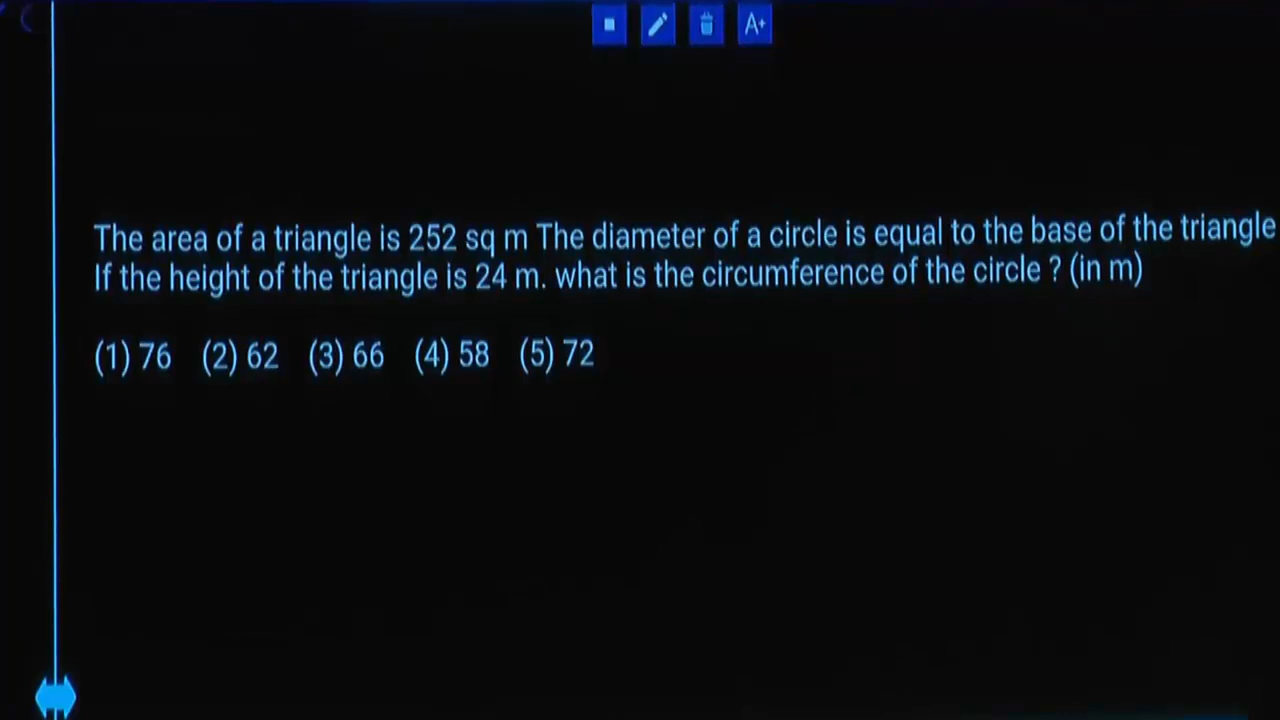 A+
The area of a triangle is 252 sq m The diameter of a circle is equal to the base of the triangle
If the height of the triangle is 24 m. what is the circumference of the circle ? (in m)
(1) 76 (2) 62 (3) 66 (4) 58 (5) 72